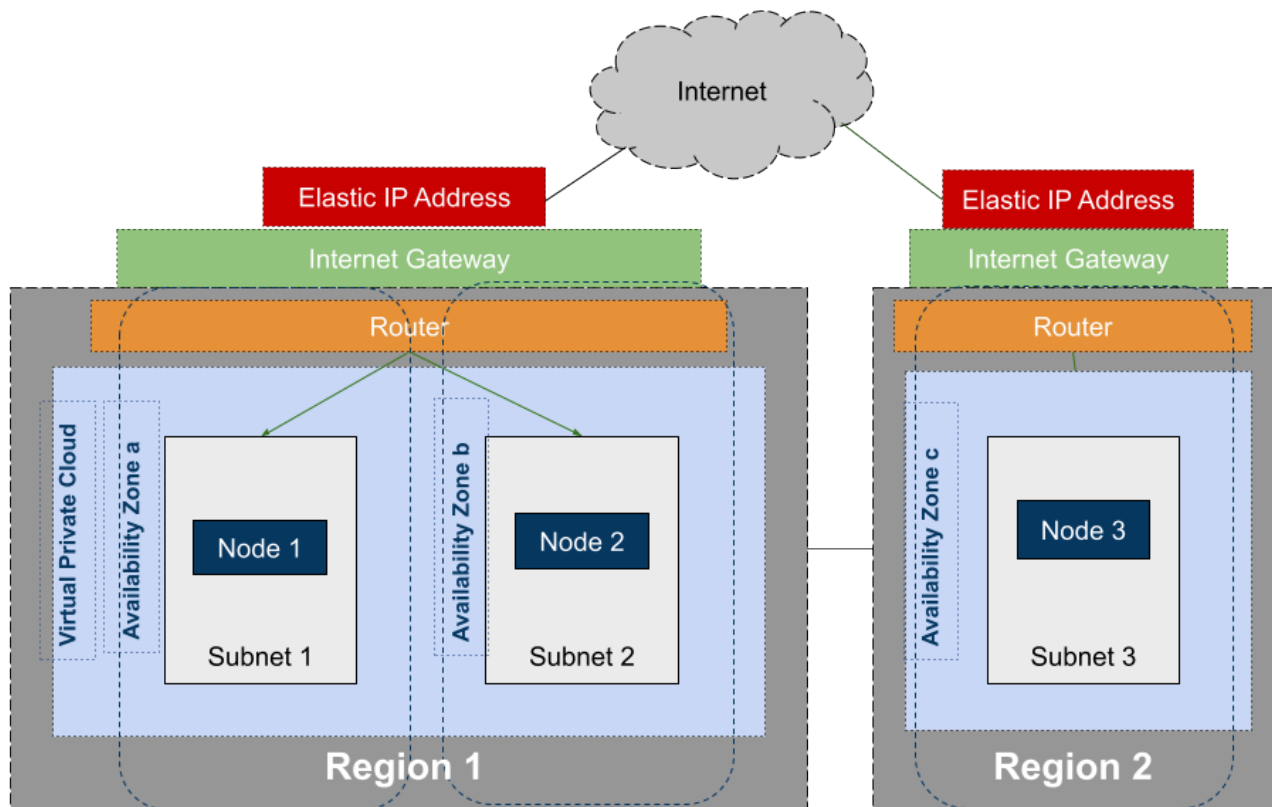 Internet
Elastic IP Address
Elastic IP Address
Internet Gateway
Internet Gateway
Router
Router
Virtual Private Cloud
Availability Zone a
Availability Zone b
Availability Zone c
Node 1
Node 2
Node 3
Subnet 1
Subnet 2
Subnet 3
Region 1
Region 2